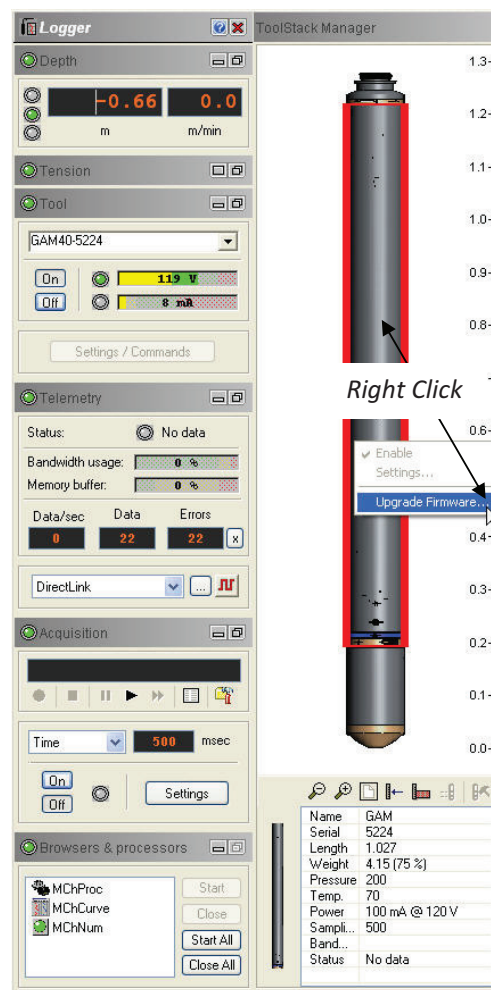 Logger
ToolStack Manager
Depth
-0.66 0.0
m m/min
Tension
Tool
GAM40-5224
On 119 V
Off 8 mA
Settings / Commands
Telemetry
Status: No data
Bandwidth usage: 0 %
Memory buffer: 0 %
Data/sec Data Errors
0 22 22 x
DirectLink ...
Acquisition
Time 500 msec
On
Off
Settings
Browsers & processors
MChProc
MChCurve
MChNum
Start
Close
Start All
Close All
1.3
1.2
1.1
1.0
0.9
0.8
Right Click
0.6
Enable
Settings...
Upgrade Firmware...
0.4
0.3
0.2
0.1
0.0
Name GAM
Serial 5224
Length 1.027
Weight 4.15 (75 %)
Pressure 200
Temp. 70
Power 100 mA @ 120 V
Sampli... 500
Band...
Status No data